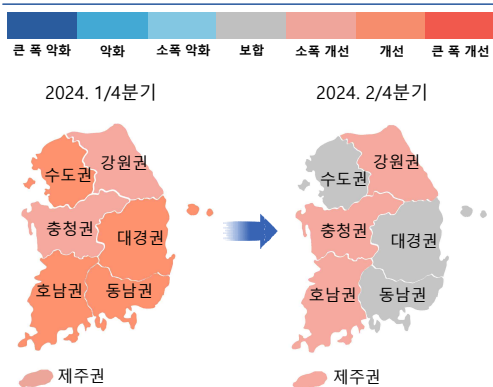 큰 폭 악화 악화 소폭 악화 보합 소폭 개선 개선 큰 폭 개선
2024. 1/4분기 2024. 2/4분기
수도권 강원권 수도권 강원권
충청권 대경권 충청권 대경권
호남권 동남권 호남권 동남권
제주권 제주권